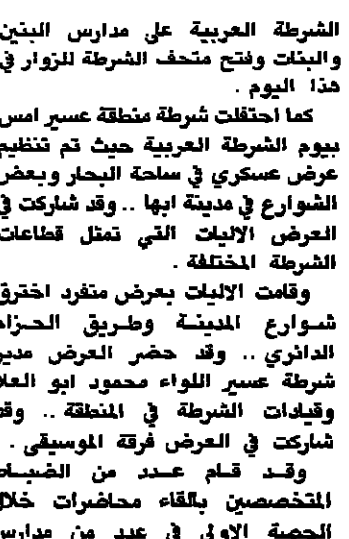 الشرطة العربية على مدارس البنين
والبنات وفتح متحف الشرطة للزوار في
هذا اليوم .
كما احتفلت شرطة منطقة عسير امس
بيوم الشرطة العربية حيث تم تنظيم
عرض عسكري في ساحة البحار وبعض
الشوارع في مدينة ابها .. وقد شاركت في
العرض الاليات التي تمثل قطاعات
الشرطة المختلفة .
وقامت الاليات بعرض متفرد اخترق
شوارع المدينة وطريق الحزام
الدائري .. وقد حضر العرض مدير
شرطة عسير اللواء محمود ابو العلا
وقيادات الشرطة في المنطقة .. وقد
شاركت في العرض فرقة الموسيقى .
وقد قام عدد من الضباط
المتخصصين بالقاء محاضرات خلال
الحصة الاولى في عدد من مدارس